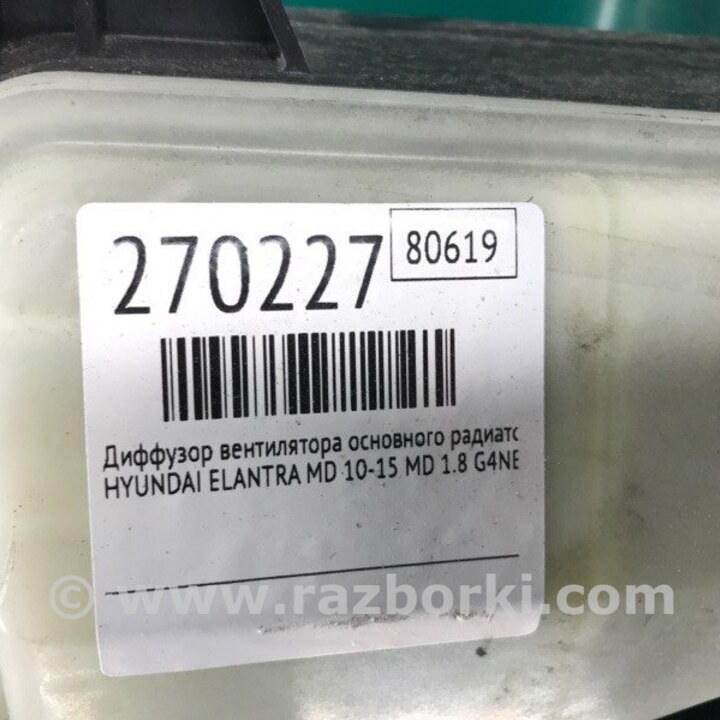 270227
80619
Диффузор вентилятора основного радиатс
HYUNDAI ELANTRA MD 10-15 MD 1.8 G4NE
© www.razborki.com